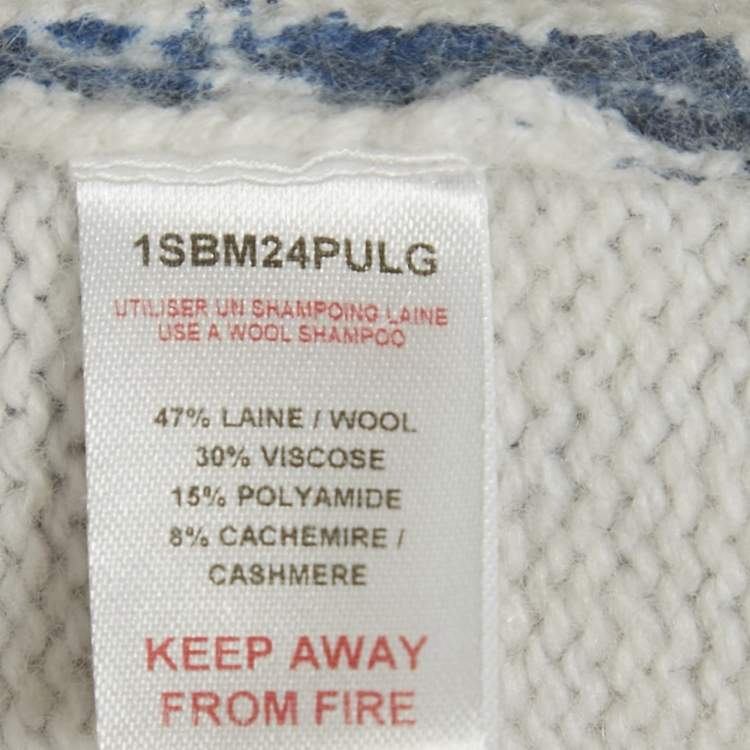 1SBM24PULG
UTILISER UN SHAMPOING LAINE
USE A WOOL SHAMPOO
47% LAINE / WOOL
30% VISCOSE
15% POLYAMIDE
8% CACHEMIRE /
CASHMERE
KEEP AWAY
FROM FIRE